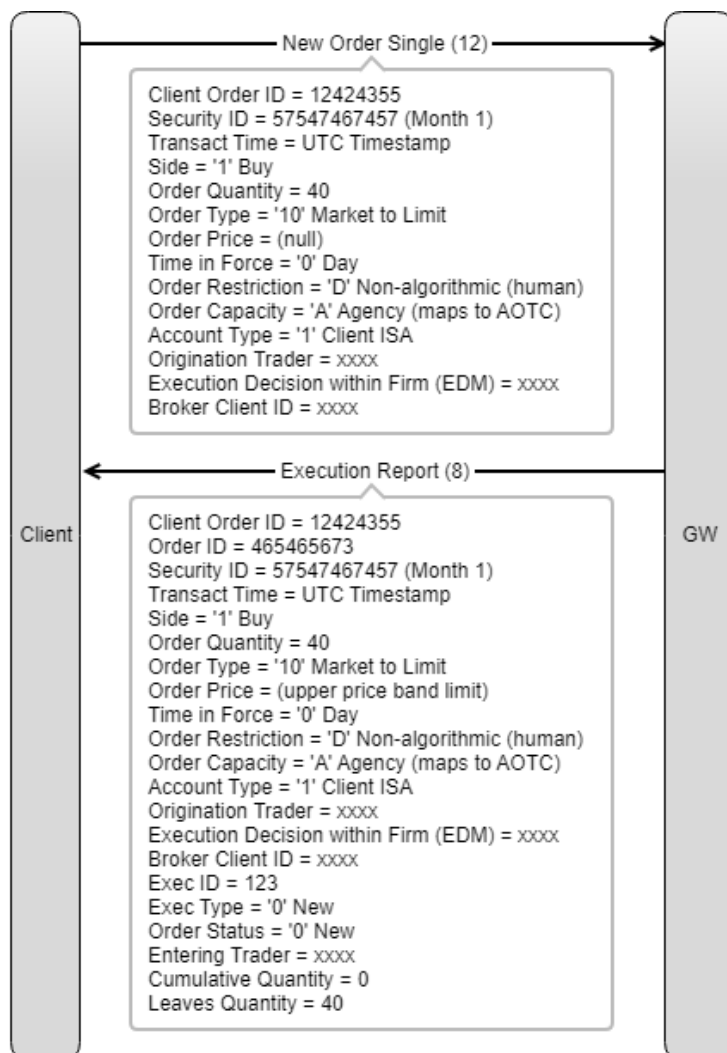 New Order Single (12)
Client Order ID = 12424355
Security ID = 57547467457 (Month 1)
Transact Time = UTC Timestamp
Side = '1' Buy
Order Quantity = 40
Order Type = '10' Market to Limit
Order Price = (null)
Time in Force = '0' Day
Order Restriction = 'D' Non-algorithmic (human)
Order Capacity = 'A' Agency (maps to AOTC)
Account Type = '1' Client ISA
Origination Trader = xxxx
Execution Decision within Firm (EDM) = xxxx
Broker Client ID = xxxx
Execution Report (8)
Client
GW
Client Order ID = 12424355
Order ID = 465465673
Security ID = 57547467457 (Month 1)
Transact Time = UTC Timestamp
Side = '1' Buy
Order Quantity = 40
Order Type = '10' Market to Limit
Order Price = (upper price band limit)
Time in Force = '0' Day
Order Restriction = 'D' Non-algorithmic (human)
Order Capacity = 'A' Agency (maps to AOTC)
Account Type = '1' Client ISA
Origination Trader = xxxx
Execution Decision within Firm (EDM) = xxxx
Broker Client ID = xxxx
Exec ID = 123
Exec Type = '0' New
Order Status = '0' New
Entering Trader = xxxx
Cumulative Quantity = 0
Leaves Quantity = 40